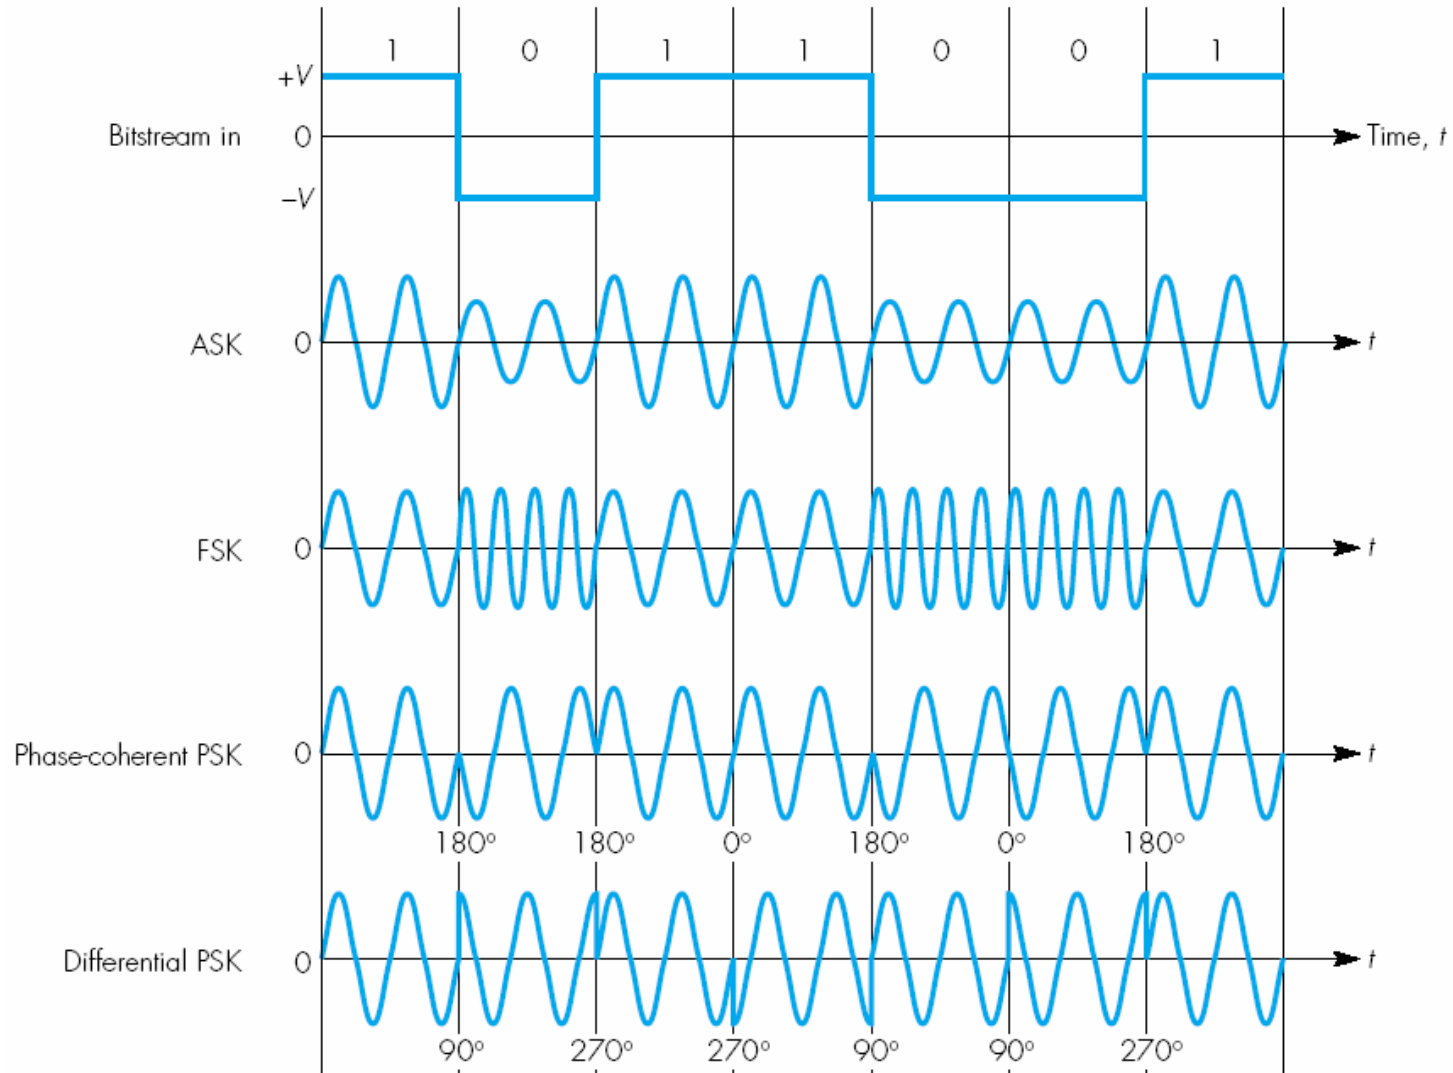 1 0 1 1 0 0 1
+V
Bitstream in 0 Time, t
–V
ASK 0 t
FSK 0 t
Phase-coherent PSK 0 t
180° 180° 0° 180° 0° 180°
Differential PSK 0 t
90° 270° 270° 90° 90° 270°